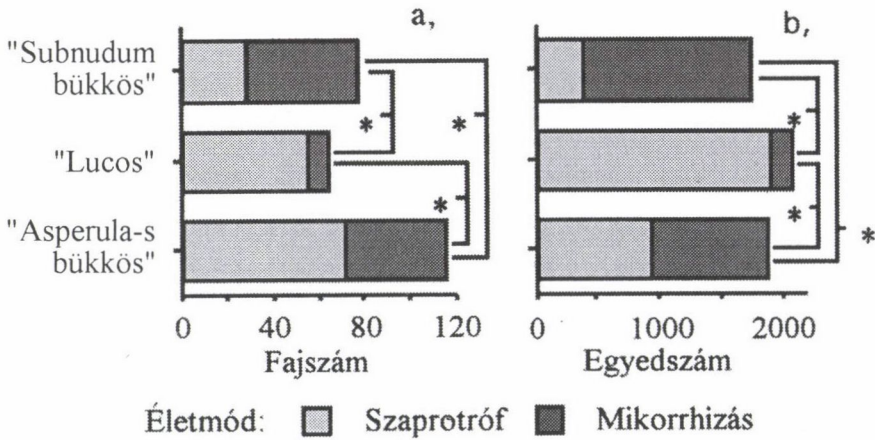 a,
b,
"Subnudum
bükkös"
"Lucos"
"Asperula-s
bükkös"
*
*
*
*
*
*
0 40 80 120
0 1000 2000
Fajszám
Egyedszám
Életmód: Szaprotróf Mikorrhizás